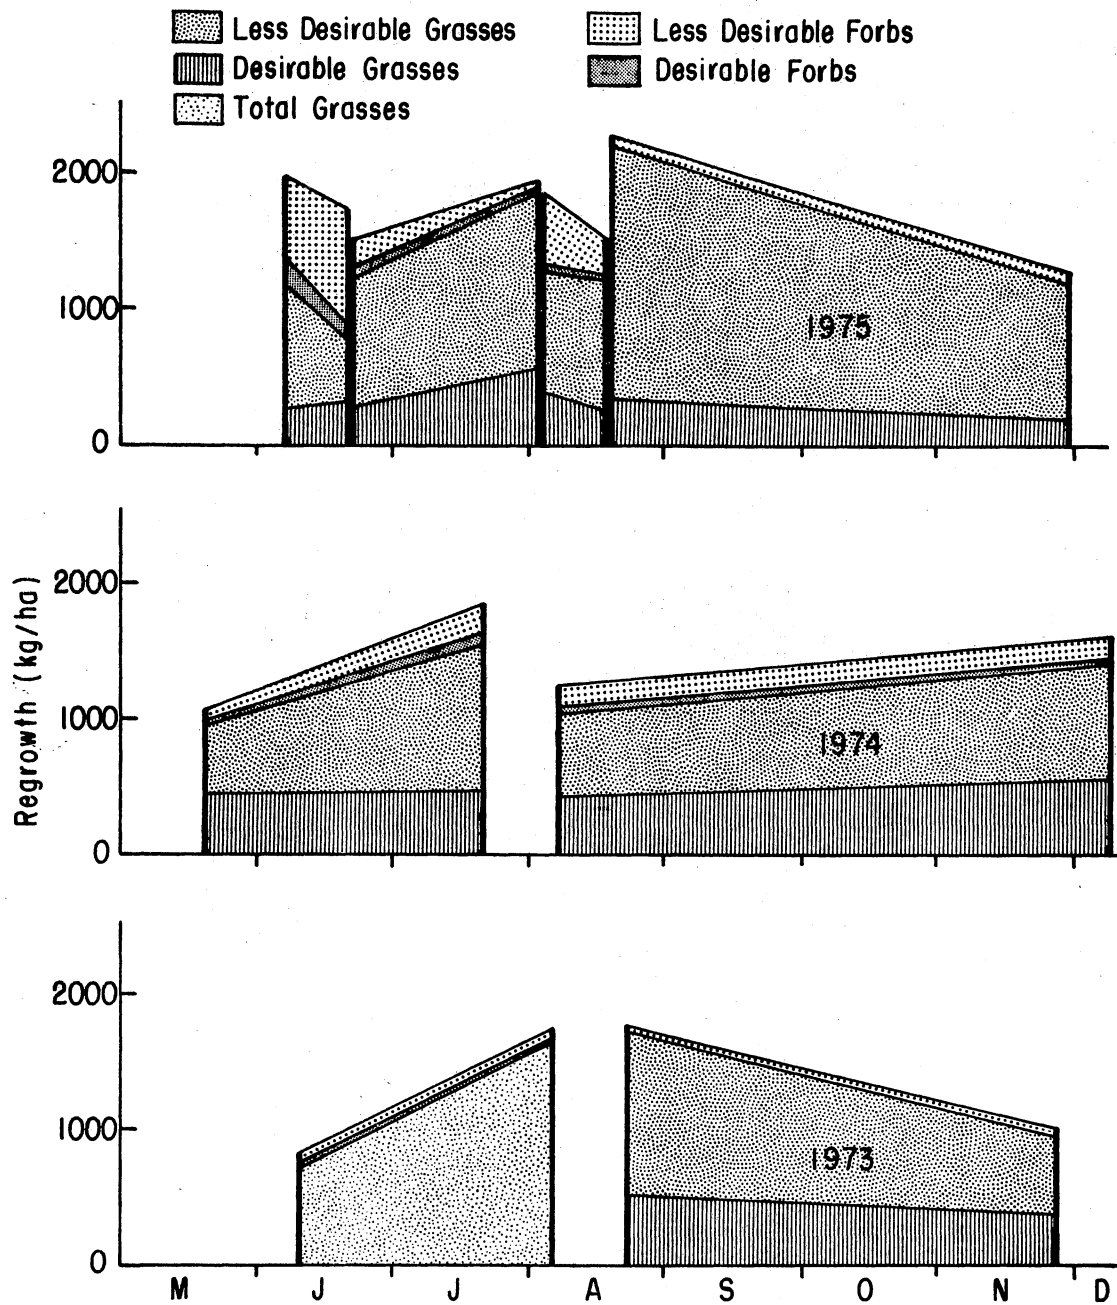 Less Desirable Grasses Less Desirable Forbs
Desirable Grasses Desirable Forbs
Total Grasses
2000
1000
1975
0
Regrowth (kg/ha)
2000
1000
1974
0
2000
1000
1973
0
M J J A S O N D